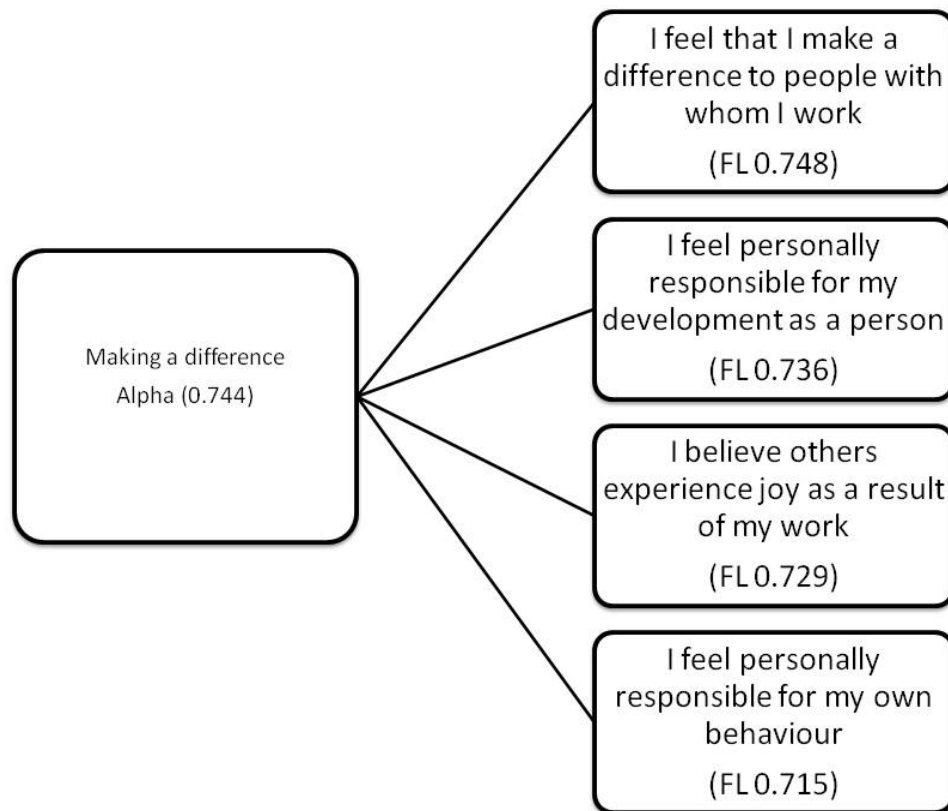 Making a difference
Alpha (0.744)
I feel that I make a
difference to people with
whom I work
(FL 0.748)
I feel personally
responsible for my
development as a person
(FL 0.736)
I believe others
experience joy as a result
of my work
(FL 0.729)
I feel personally
responsible for my own
behaviour
(FL 0.715)